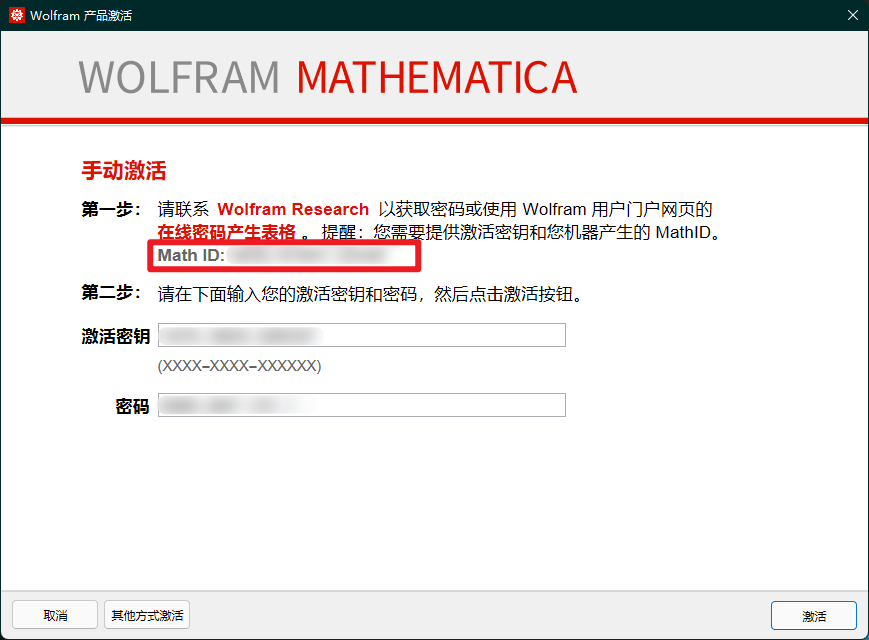 Wolfram 产品激活
WOLFRAM MATHEMATICA
手动激活
第一步： 请联系 Wolfram Research 以获取密码或使用 Wolfram 用户门户网页的
在线密码产生表格 。 提醒：您需要提供激活密钥和您机器产生的 MathID。
Math ID:
第二步： 请在下面输入您的激活密钥和密码，然后点击激活按钮。
激活密钥
(XXXX–XXXX–XXXXXX)
密码
取消 其他方式激活 激活